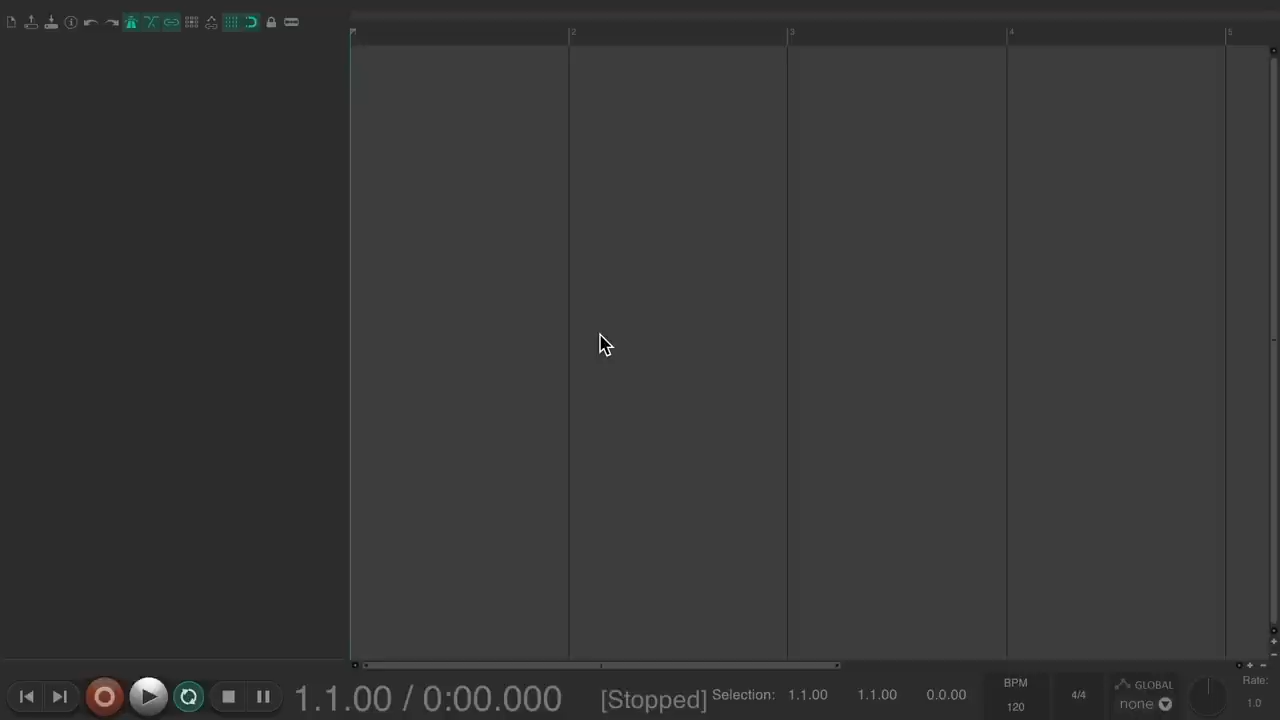 2 3 4 5
1.1.00 / 0:00.000 [Stopped] Selection: 1.1.00 1.1.00 0.0.00
BPM
120
4/4
GLOBAL
none
Rate:
1.0